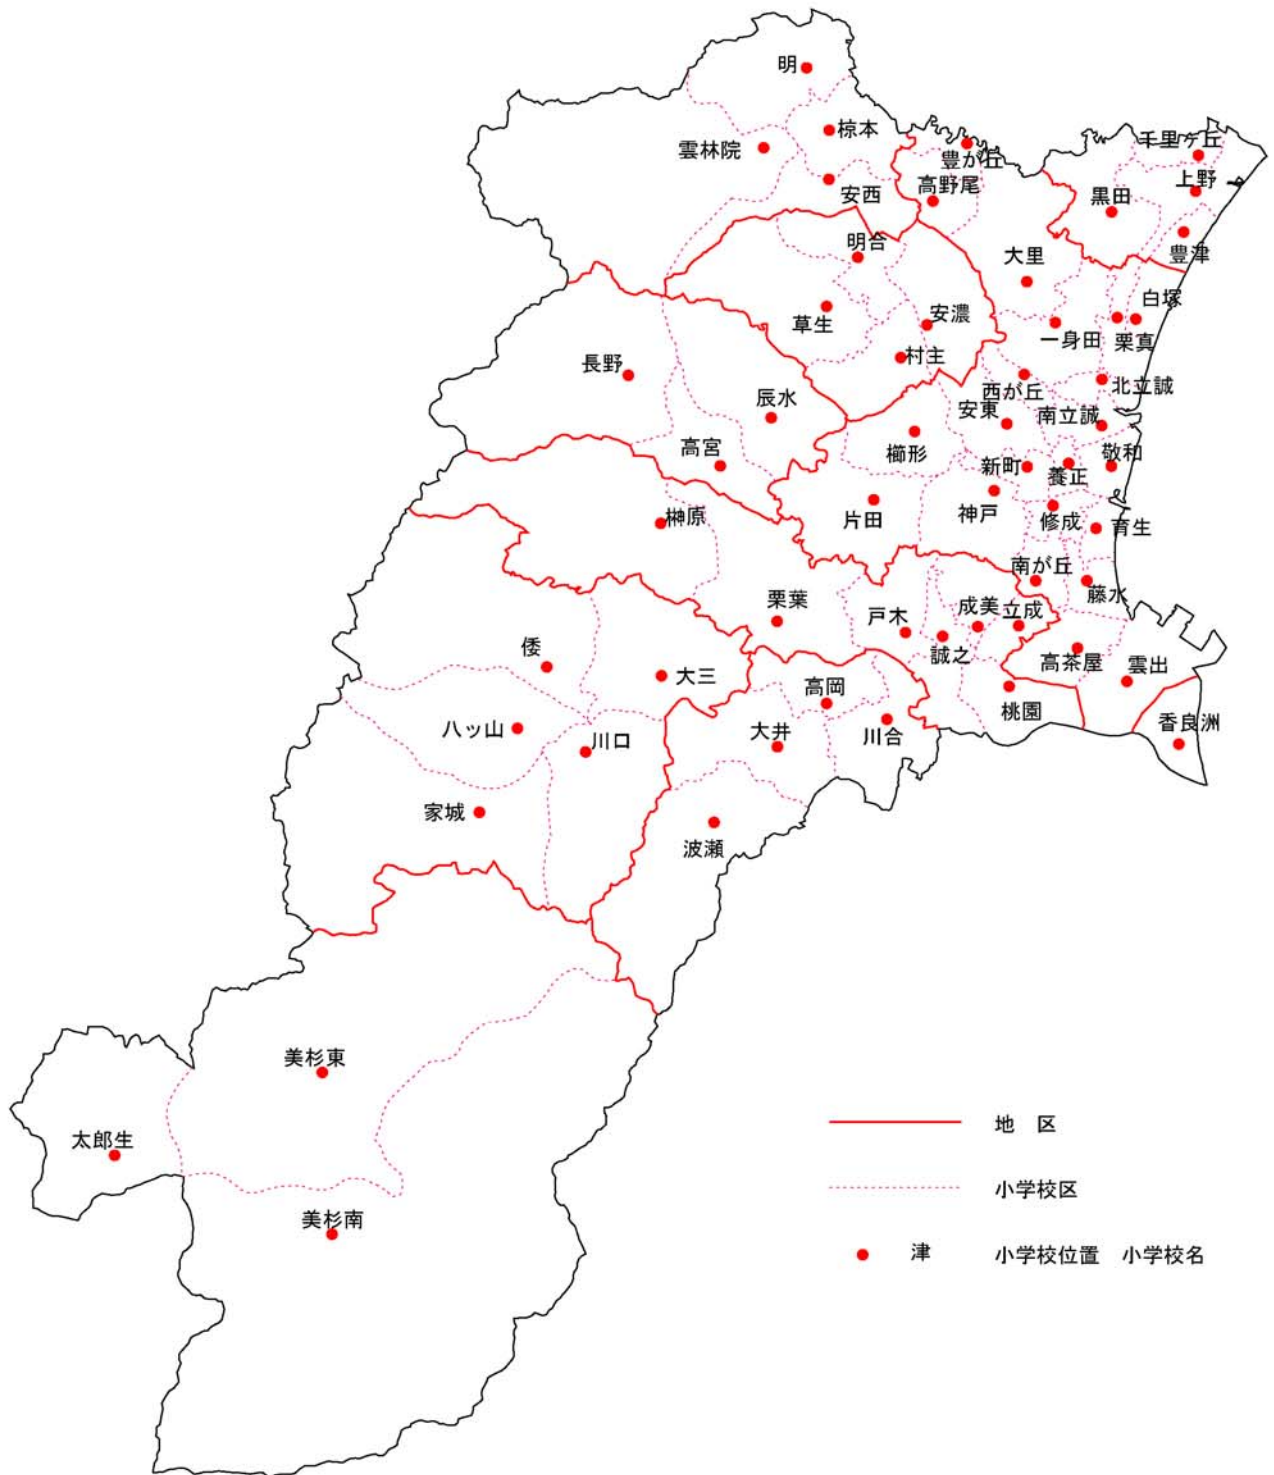 明
椋本
雲林院
安西
豊が丘
高野尾
千里ヶ丘
上野
黒田
豊津
明合
大里
草生
安濃
白塚
一身田
栗真
村主
長野
西が丘
北立誠
辰水
安東
南立誠
高宮
櫛形
新町
養正
敬和
榊原
片田
神戸
修成
育生
南が丘
藤水
栗葉
戸木
成美
立成
誠之
倭
大三
高茶屋
雲出
高岡
桃園
香良洲
八ッ山
川口
大井
川合
家城
波瀬
美杉東
太郎生
美杉南
地 区
小学校区
津 小学校位置 小学校名